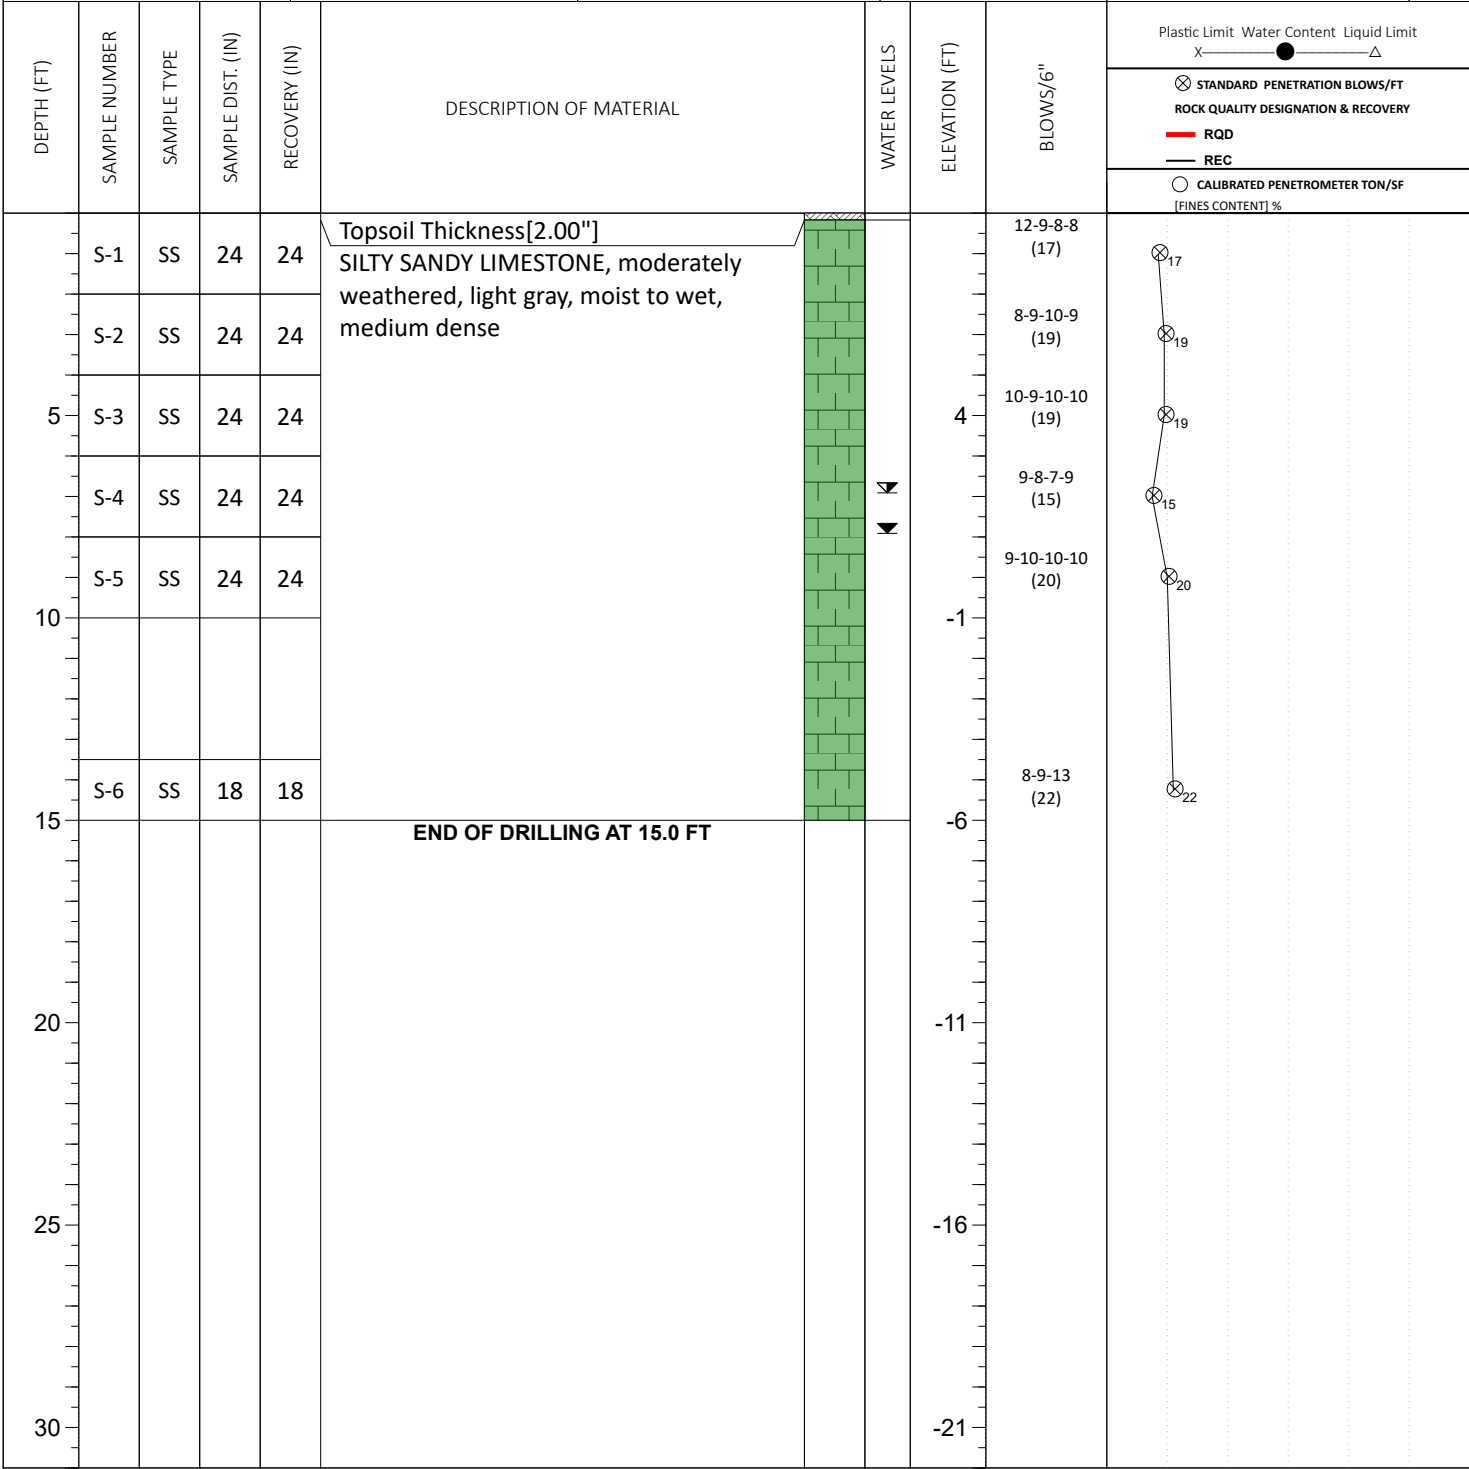 DEPTH (FT)
SAMPLE NUMBER
SAMPLE TYPE
SAMPLE DIST. (IN)
RECOVERY (IN)
DESCRIPTION OF MATERIAL
WATER LEVELS
ELEVATION (FT)
BLOWS/6"
Plastic Limit Water Content Liquid Limit
X
STANDARD PENETRATION BLOWS/FT
ROCK QUALITY DESIGNATION & RECOVERY
RQD
REC
CALIBRATED PENETROMETER TON/SF
[FINES CONTENT] %
Topsoil Thickness[2.00"]
SILTY SANDY LIMESTONE, moderately
weathered, light gray, moist to wet,
medium dense
S-1 SS 24 24
12-9-8-8
(17)
17
S-2 SS 24 24
8-9-10-9
(19)
19
5 S-3 SS 24 24
4
10-9-10-10
(19)
19
S-4 SS 24 24
9-8-7-9
(15)
15
S-5 SS 24 24
9-10-10-10
(20)
20
10 -1
S-6 SS 18 18
8-9-13
(22)
22
15 -6
END OF DRILLING AT 15.0 FT
20 -11
25 -16
30 -21